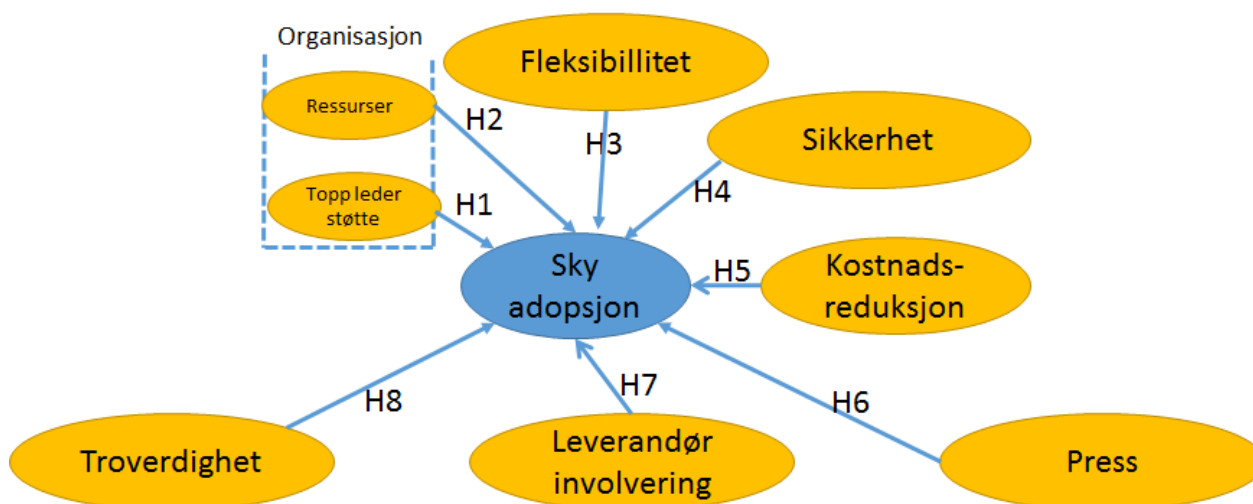 Organisasjon
Fleksibillitet
Ressurser
H2
H3
Sikkerhet
H4
Topp leder
støtte
H1
Sky
adopsjon
H5
Kostnads-
reduksjon
H8
H7
H6
Troverdighet
Leverandør
involvering
Press